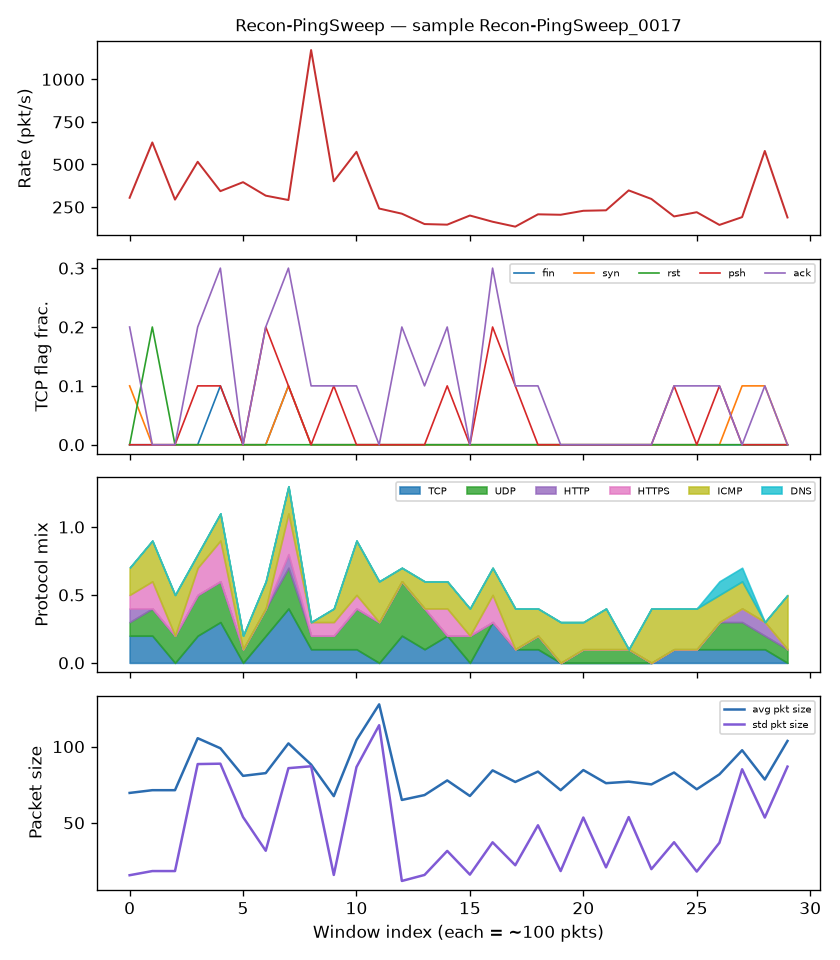 Recon-PingSweep — sample Recon-PingSweep_0017
Rate (pkt/s)
1000
750
500
250
TCP flag frac.
0.3
0.2
0.1
0.0
fin syn rst psh ack
Protocol mix
1.0
0.5
0.0
TCP UDP HTTP HTTPS ICMP DNS
Packet size
100
50
avg pkt size
std pkt size
0 5 10 15 20 25 30
Window index (each = ~100 pkts)